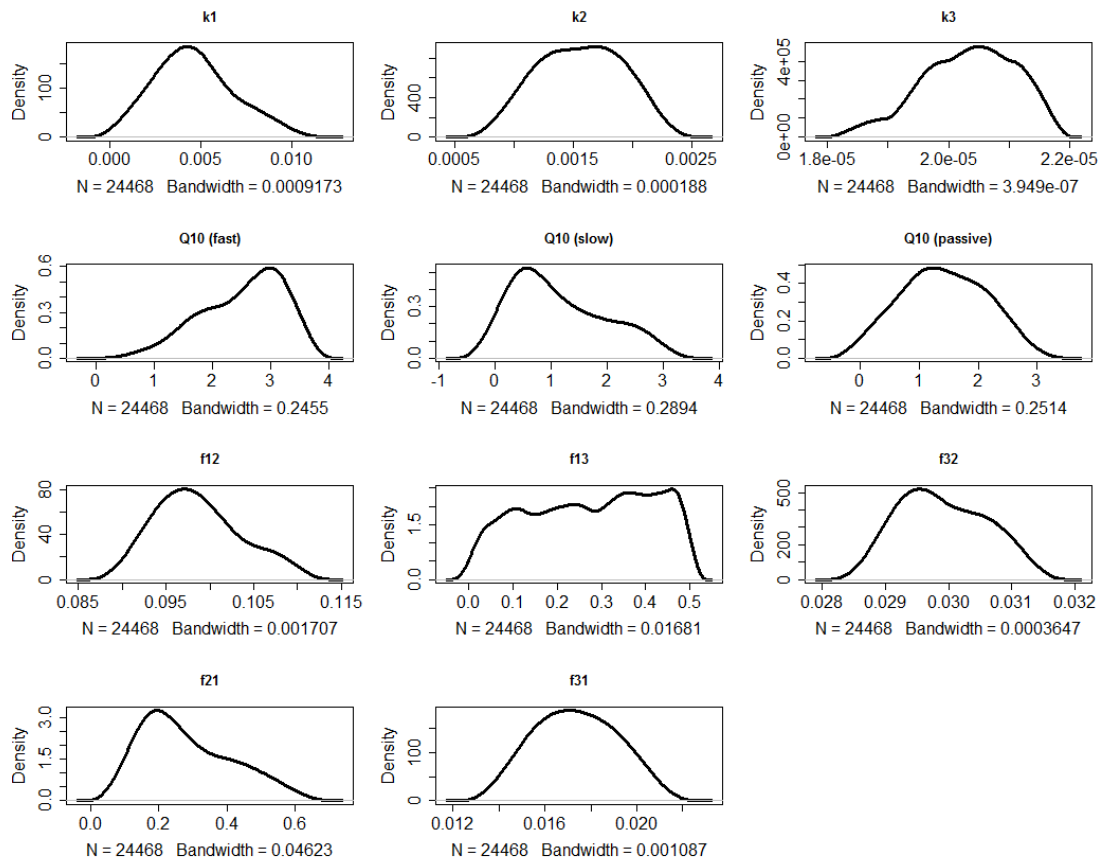 k1
Density
0 100
0.000 0.005 0.010
N = 24468 Bandwidth = 0.0009173
k2
Density
0 400
0.0005 0.0015 0.0025
N = 24468 Bandwidth = 0.000188
k3
Density
0e+00 4e+05
1.8e-05 2.0e-05 2.2e-05
N = 24468 Bandwidth = 3.949e-07
Q10 (fast)
Density
0.0 0.3 0.6
0 1 2 3 4
N = 24468 Bandwidth = 0.2455
Q10 (slow)
Density
0.0 0.3
-1 0 1 2 3 4
N = 24468 Bandwidth = 0.2894
Q10 (passive)
Density
0.0 0.2 0.4
0 1 2 3
N = 24468 Bandwidth = 0.2514
f12
Density
0 40 80
0.085 0.095 0.105 0.115
N = 24468 Bandwidth = 0.001707
f13
Density
0.0 1.5
0.0 0.1 0.2 0.3 0.4 0.5
N = 24468 Bandwidth = 0.01681
f32
Density
0 200 500
0.028 0.029 0.030 0.031 0.032
N = 24468 Bandwidth = 0.0003647
f21
Density
0.0 1.5 3.0
0.0 0.2 0.4 0.6
N = 24468 Bandwidth = 0.04623
f31
Density
0 100
0.012 0.016 0.020
N = 24468 Bandwidth = 0.001087